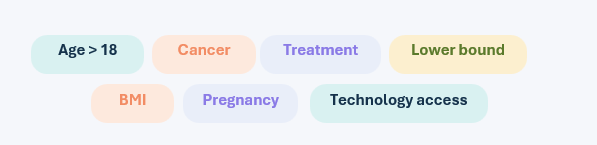 Age > 18 Cancer Treatment Lower bound
BMI Pregnancy Technology access